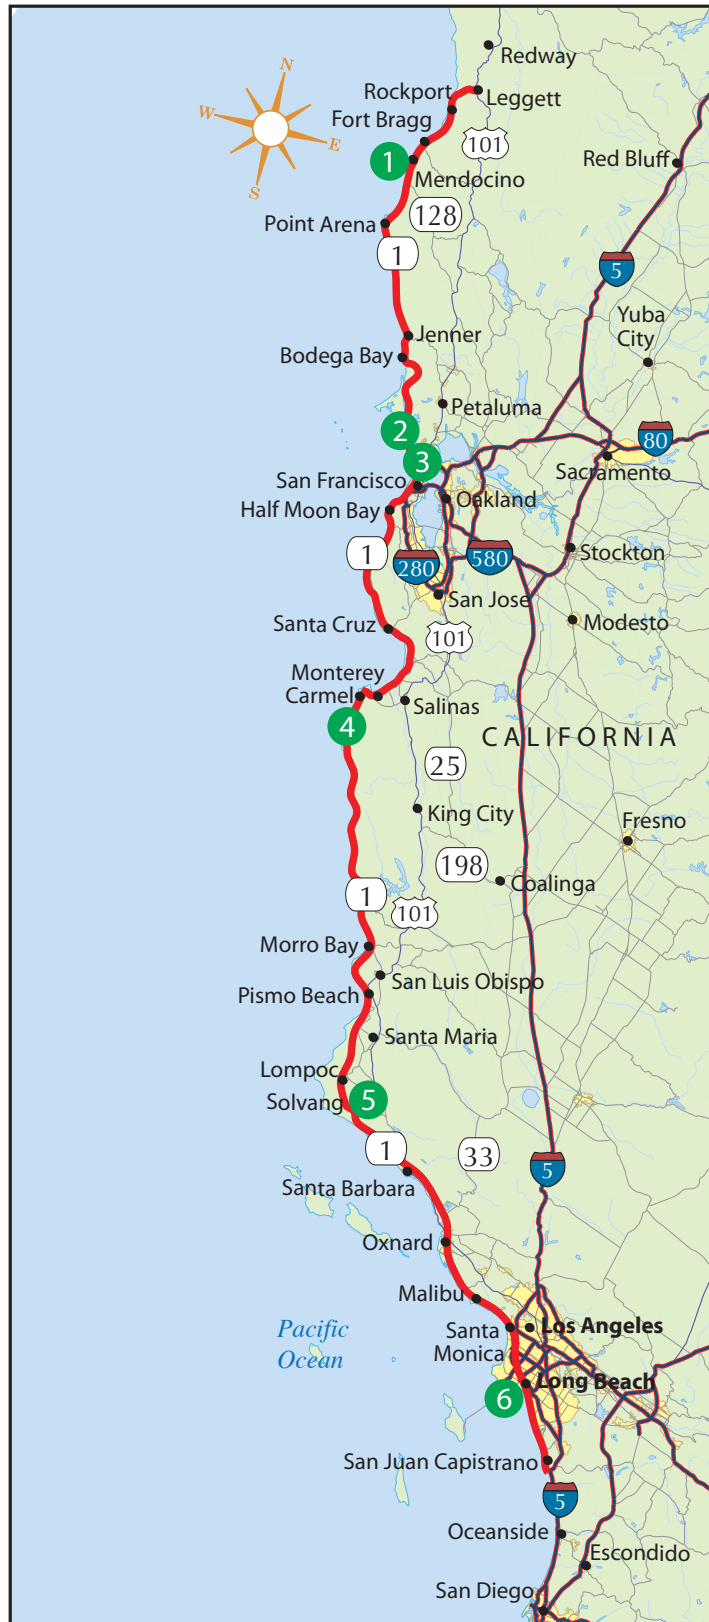 Redway
N
Rockport
Leggett
W
Fort Bragg
101
E
1
Red Bluff
Mendocino
S
128
Point Arena
1
5
Yuba
City
Jenner
Bodega Bay
Petaluma
2
80
3
Sacramento
San Francisco
Oakland
Half Moon Bay
1
280
580
Stockton
San Jose
Modesto
Santa Cruz
101
Monterey
Carmel
Salinas
4
CALIFORNIA
25
King City
Fresno
198
Coalinga
1
101
Morro Bay
San Luis Obispo
Pismo Beach
Santa Maria
Lompoc
Solvang
5
1
33
5
Santa Barbara
Oxnard
Malibu
Pacific
Ocean
Santa
Monica
Los Angeles
Long Beach
6
San Juan Capistrano
5
Oceanside
Escondido
San Diego